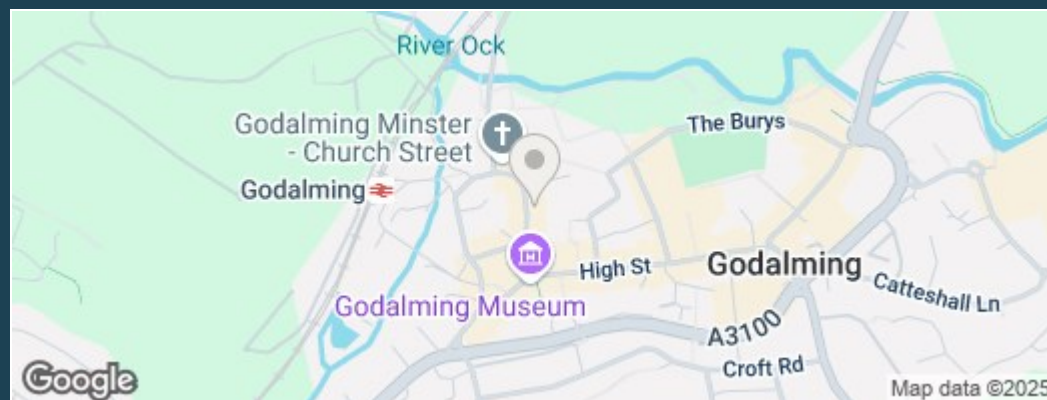 River Ock
Godalming Minster
- Church Street
The Burys
Godalming
High St
Godalming
Godalming Museum
Catteshall Ln
A3100
Croft Rd
Google
Map data ©2025